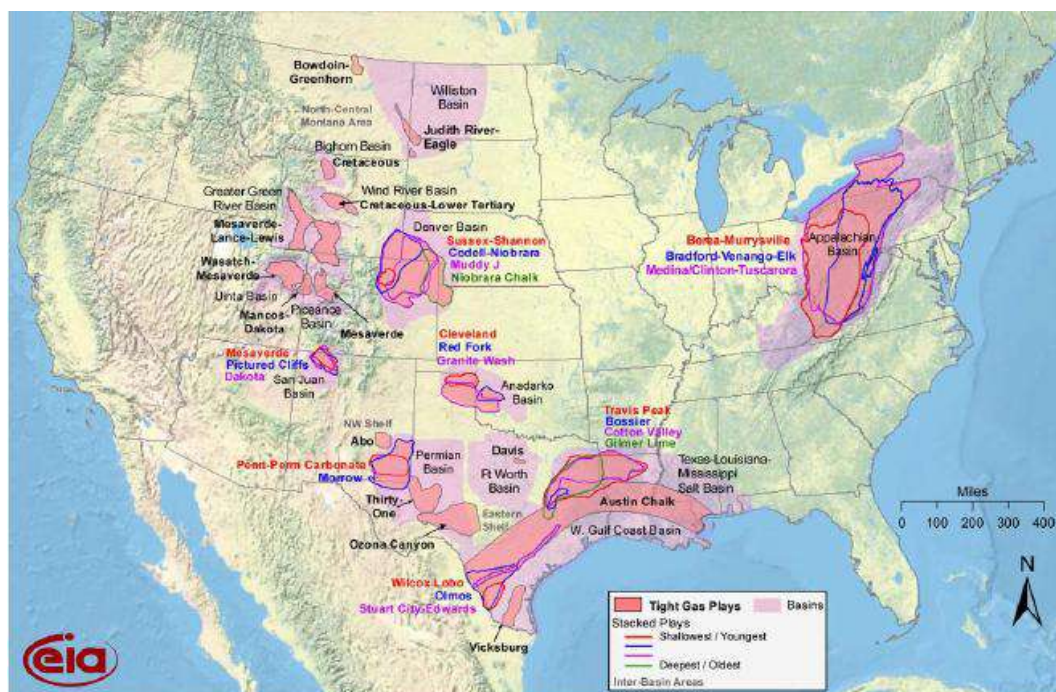 Bowdoin-
Greenhorn
Williston
Basin
North-Central
Montana Area
Judith River-
Eagle
Bighorn Basin
Cretaceous
Greater Green
River Basin
Wind River Basin
Cretaceous-Lower Tertiary
Mesaverde-
Lance-Lewis
Denver Basin
Sussex-Shannon
Codell-Niobrara
Muddy J
Niobrara Chalk
Berea-Murrysville
Bradford-Venango-Elk
Medina/Clinton-Tuscarora
Appalachian
Basin
Wasatch-
Mesaverde
Uinta Basin
Mancos-
Dakota
Piceance
Basin
Mesaverde
Mesaverde
Pictured Cliffs
Dakota
San Juan
Basin
Cleveland
Red Fork
Granite Wash
Anadarko
Basin
NW Shelf
Abo
Penn-Perm Carbonate
Morrow
Permian
Basin
Davis
Ft Worth
Basin
Travis Peak
Bossier
Cotton Valley
Gilmer Lime
Texas-Louisiana-
Mississippi
Salt Basin
Thirty-
One
Ozona Canyon
Eastern
Shelf
Austin Chalk
W. Gulf Coast Basin
Wilcox Lobo
Olmos
Stuart City-Edwards
Vicksburg
Miles
0 100 200 300 400
N
Tight Gas Plays
Basins
Stacked Plays
Shallowest / Youngest
Deepest / Oldest
Inter-Basin Areas
eia